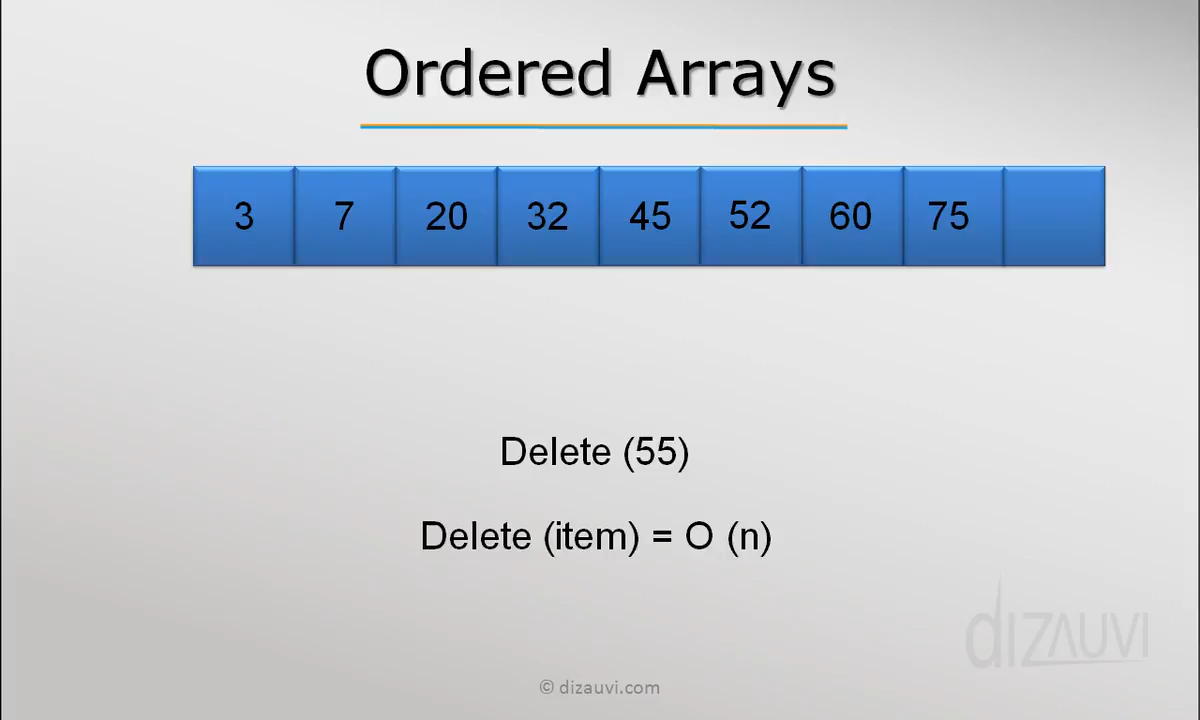 Ordered Arrays
3 7 20 32 45 52 60 75
Delete (55)
Delete (item) = O (n)
dizauvi
© dizauvi.com